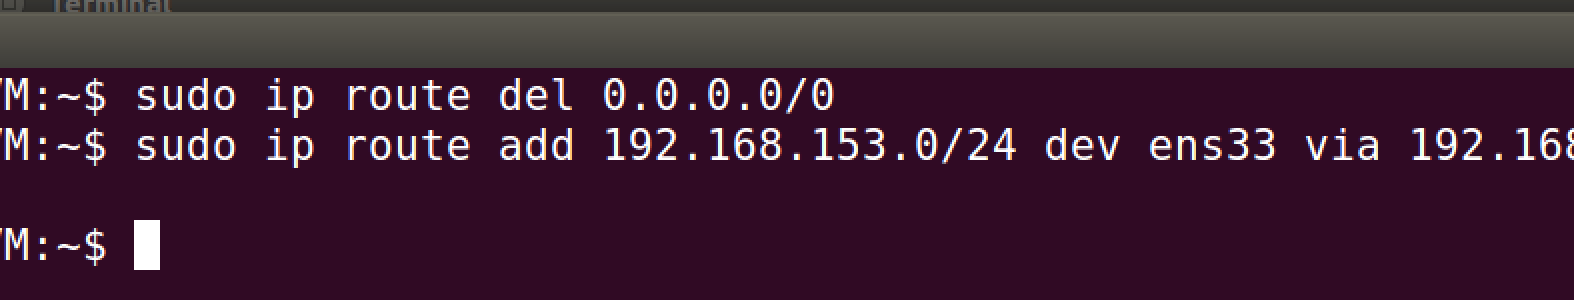 Terminal
M:~$ sudo ip route del 0.0.0.0/0
M:~$ sudo ip route add 192.168.153.0/24 dev ens33 via 192.168
M:~$